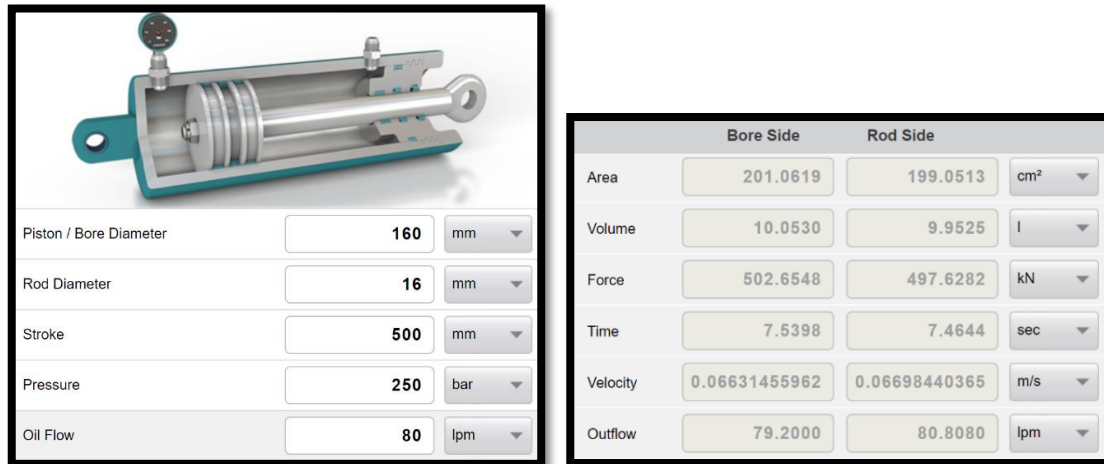 Piston / Bore Diameter 160 mm
Rod Diameter 16 mm
Stroke 500 mm
Pressure 250 bar
Oil Flow 80 lpm
Bore Side Rod Side
Area 201.0619 199.0513 cm²
Volume 10.0530 9.9525 l
Force 502.6548 497.6282 kN
Time 7.5398 7.4644 sec
Velocity 0.06631455962 0.06698440365 m/s
Outflow 79.2000 80.8080 lpm